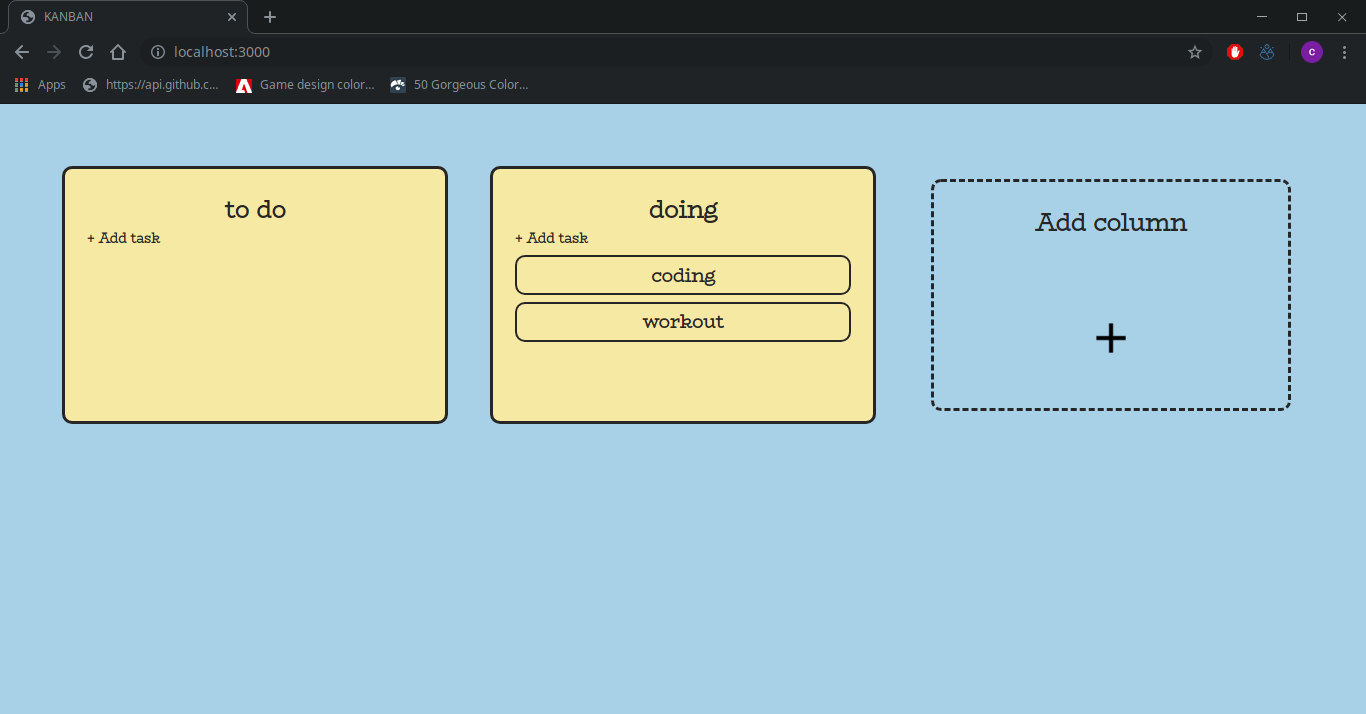 KANBAN
localhost:3000
C
Apps
https://api.github.c...
Game design color...
50 Gorgeous Color...
to do
+ Add task
doing
+ Add task
coding
workout
Add column
+